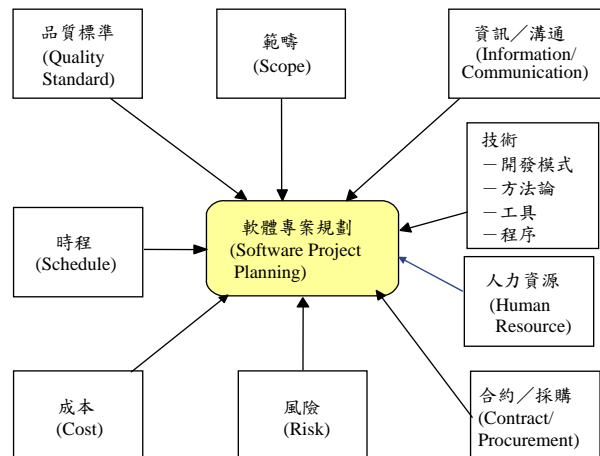 品質標準
(Quality
Standard)
範疇
(Scope)
資訊／溝通
(Information/
Communication)
技術
－開發模式
－方法論
－工具
－程序
時程
(Schedule)
軟體專案規劃
(Software Project
Planning)
人力資源
(Human
Resource)
成本
(Cost)
風險
(Risk)
合約／採購
(Contract/
Procurement)